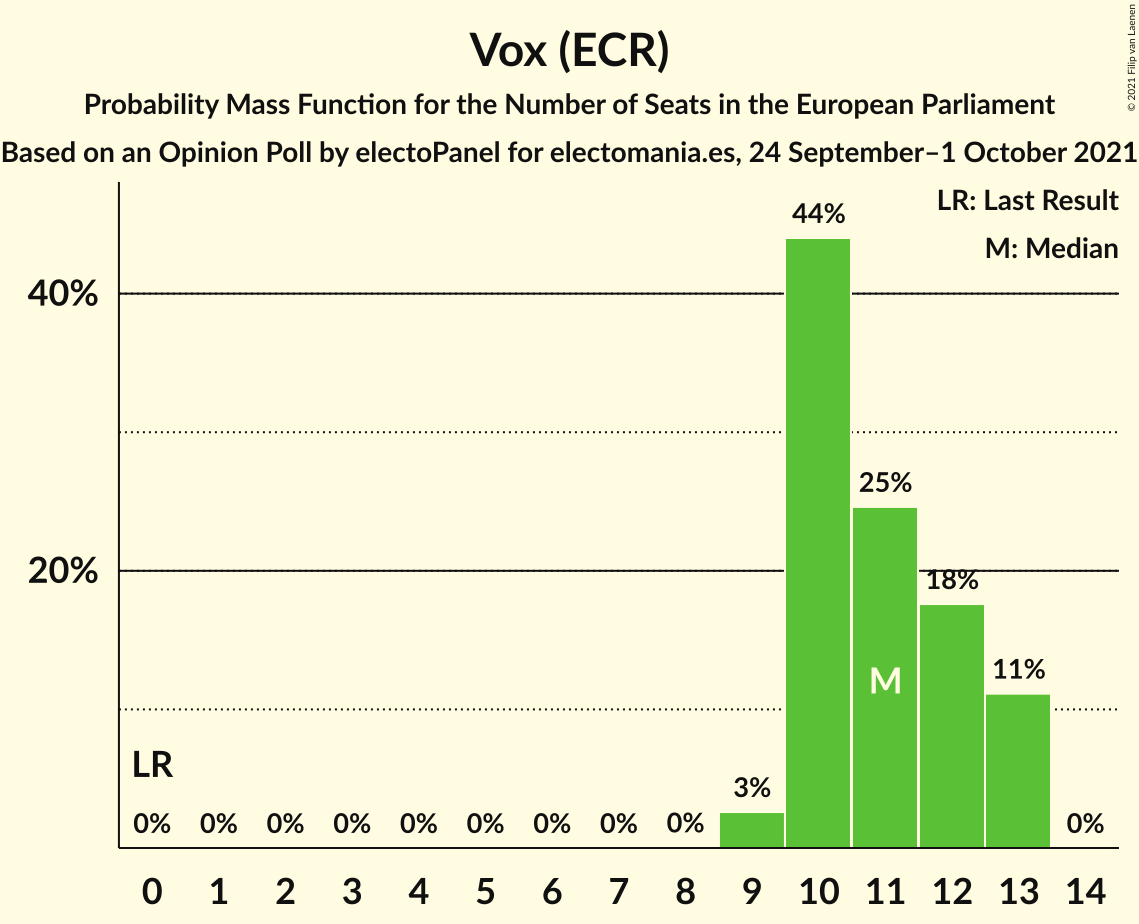 Vox (ECR)
Probability Mass Function for the Number of Seats in the European Parliament
Based on an Opinion Poll by electoPanel for electomania.es, 24 September–1 October 2021
© 2021 Filip van Laenen
LR: Last Result
M: Median
44%
40%
25%
20%
18%
M
11%
LR
3%
0% 0% 0% 0% 0% 0% 0% 0% 0% 0%
0 1 2 3 4 5 6 7 8 9 10 11 12 13 14